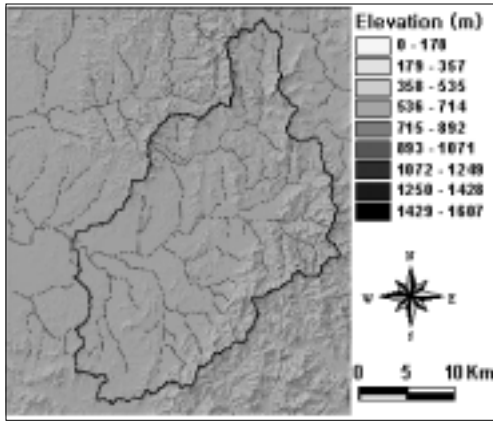 Elevation (m)
0 - 178
179 - 357
358 - 535
536 - 714
715 - 892
893 - 1071
1072 - 1249
1250 - 1428
1429 - 1607
N
W E
S
0 5 10 Km